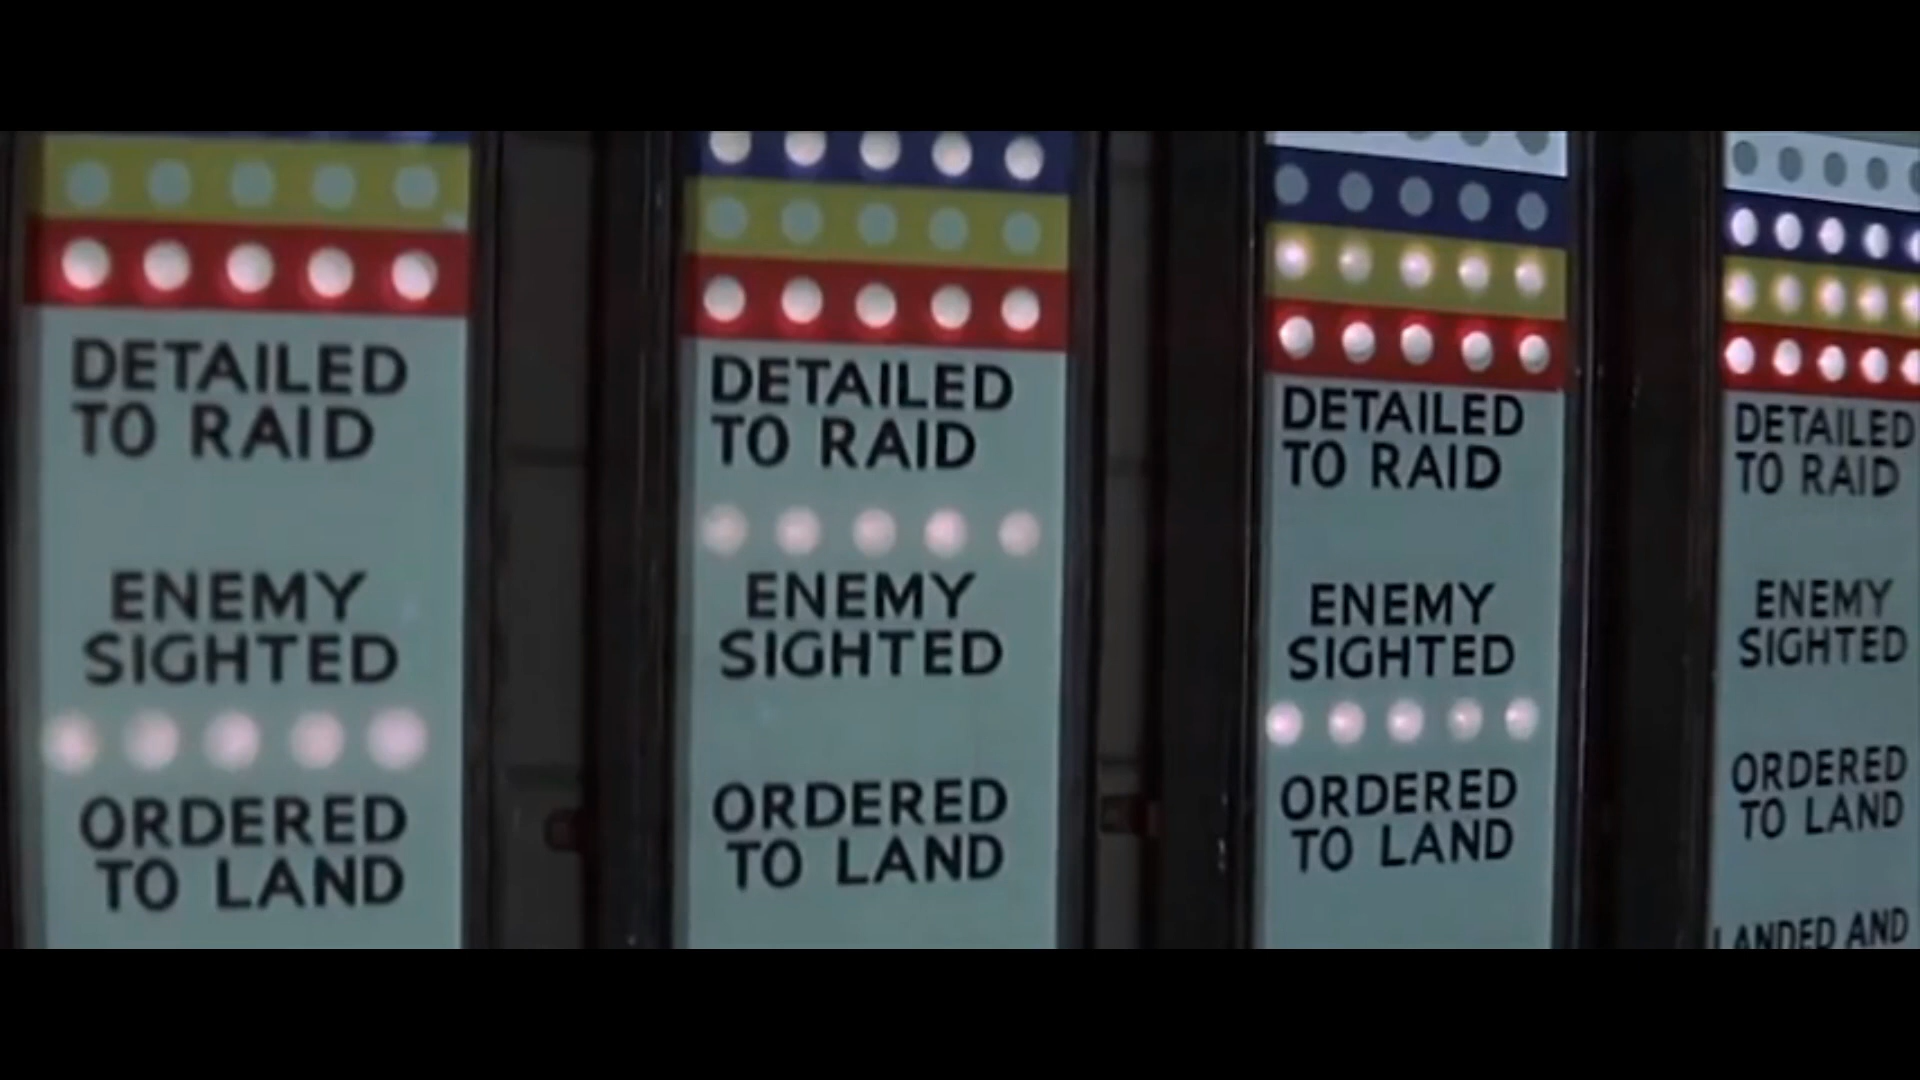 DETAILED
TO RAID
ENEMY
SIGHTED
ORDERED
TO LAND
DETAILED
TO RAID
ENEMY
SIGHTED
ORDERED
TO LAND
DETAILED
TO RAID
ENEMY
SIGHTED
ORDERED
TO LAND
DETAILED
TO RAID
ENEMY
SIGHTED
ORDERED
TO LAND
LANDED AND